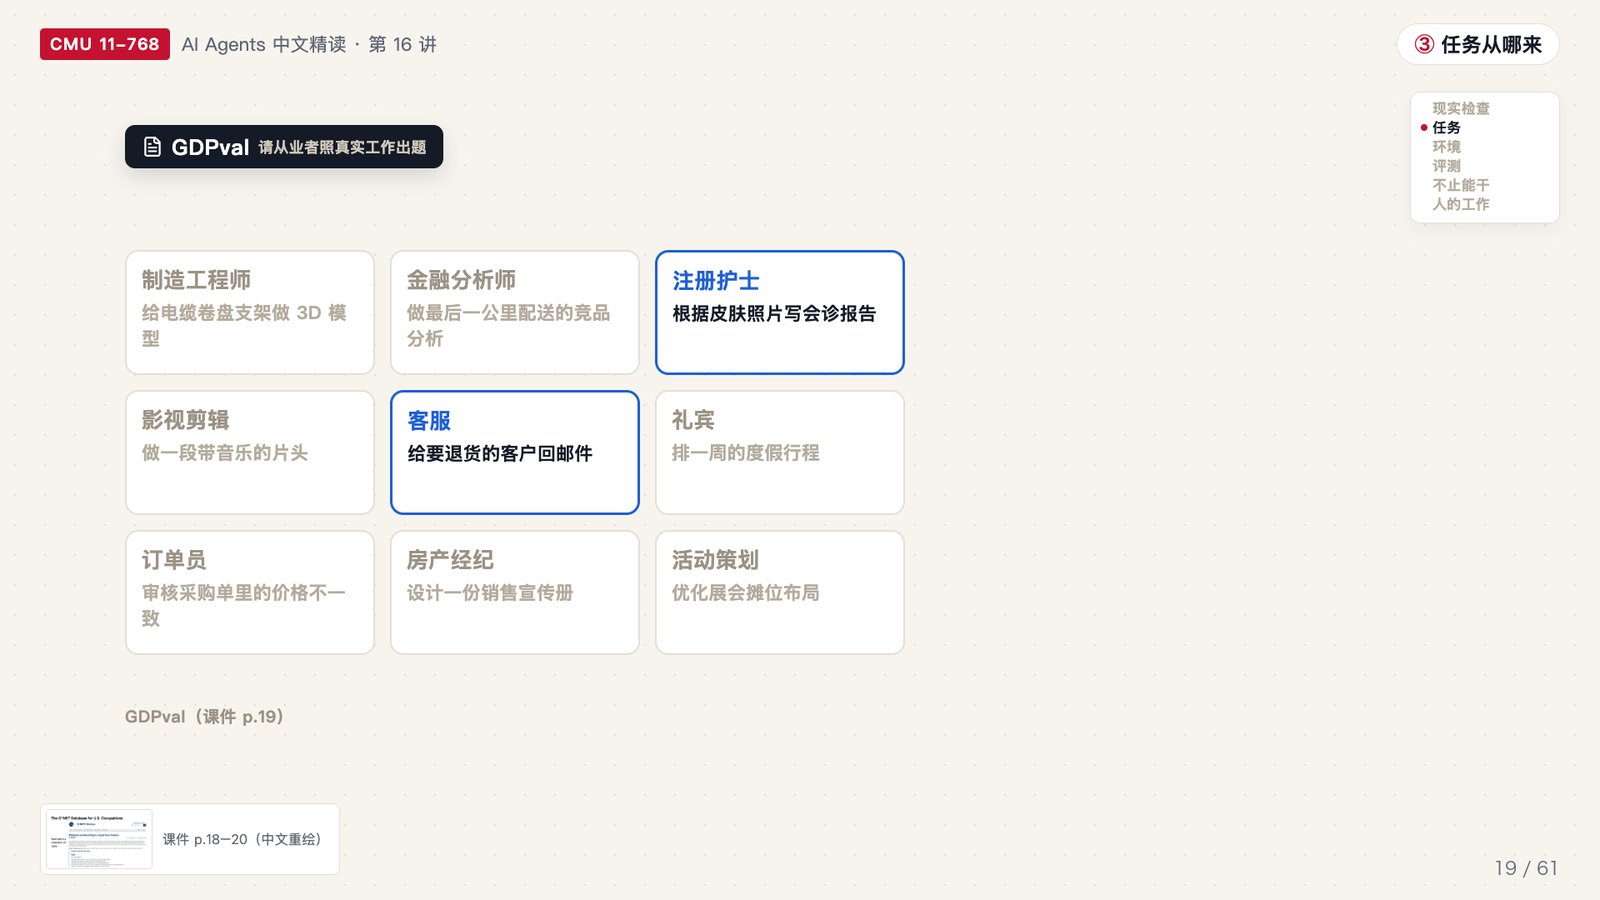 CMU 11-768 AI Agents 中文精读 · 第 16 讲
③ 任务从哪来
现实检查
任务
环境
评测
不止能干
人的工作
GDPval 请从业者照真实工作出题
制造工程师
给电缆卷盘支架做 3D 模
型
金融分析师
做最后一公里配送的竞品
分析
注册护士
根据皮肤照片写会诊报告
影视剪辑
做一段带音乐的片头
客服
给要退货的客户回邮件
礼宾
排一周的度假行程
订单员
审核采购单里的价格不一
致
房产经纪
设计一份销售宣传册
活动策划
优化展会摊位布局
GDPval（课件 p.19）
The O*NET Database for U.S. Occupations
课件 p.18—20（中文重绘）
19 / 61